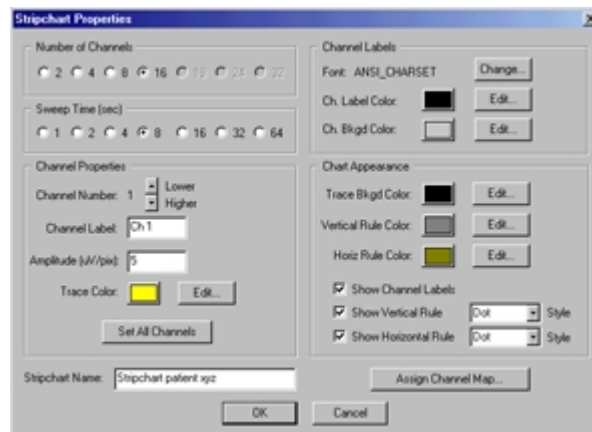 Stripchart Properties
Number of Channels
2 4 8 16 19 24 32
Sweep Time (sec)
1 2 4 8 16 32 64
Channel Properties
Channel Number: 1 Lower
Higher
Channel Label: Ch 1
Amplitude (uV/pix): 5
Trace Color: Edit...
Set All Channels
Channel Labels
Font: ANSI_CHARSET Change...
Ch. Label Color: Edit...
Ch. Bkgd Color: Edit...
Chart Appearance
Trace Bkgd Color: Edit...
Vertical Rule Color: Edit...
Horiz Rule Color: Edit...
Show Channel Labels
Show Vertical Rule Dot Style
Show Horizontal Rule Dot Style
Stripchart Name: Stripchart patient xyz
Assign Channel Map...
OK Cancel